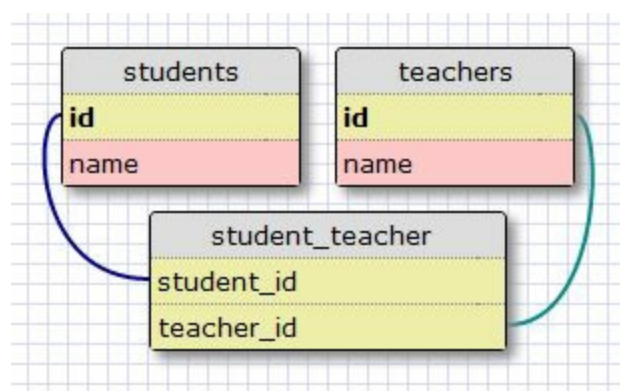 students
id
name
teachers
id
name
student_teacher
student_id
teacher_id